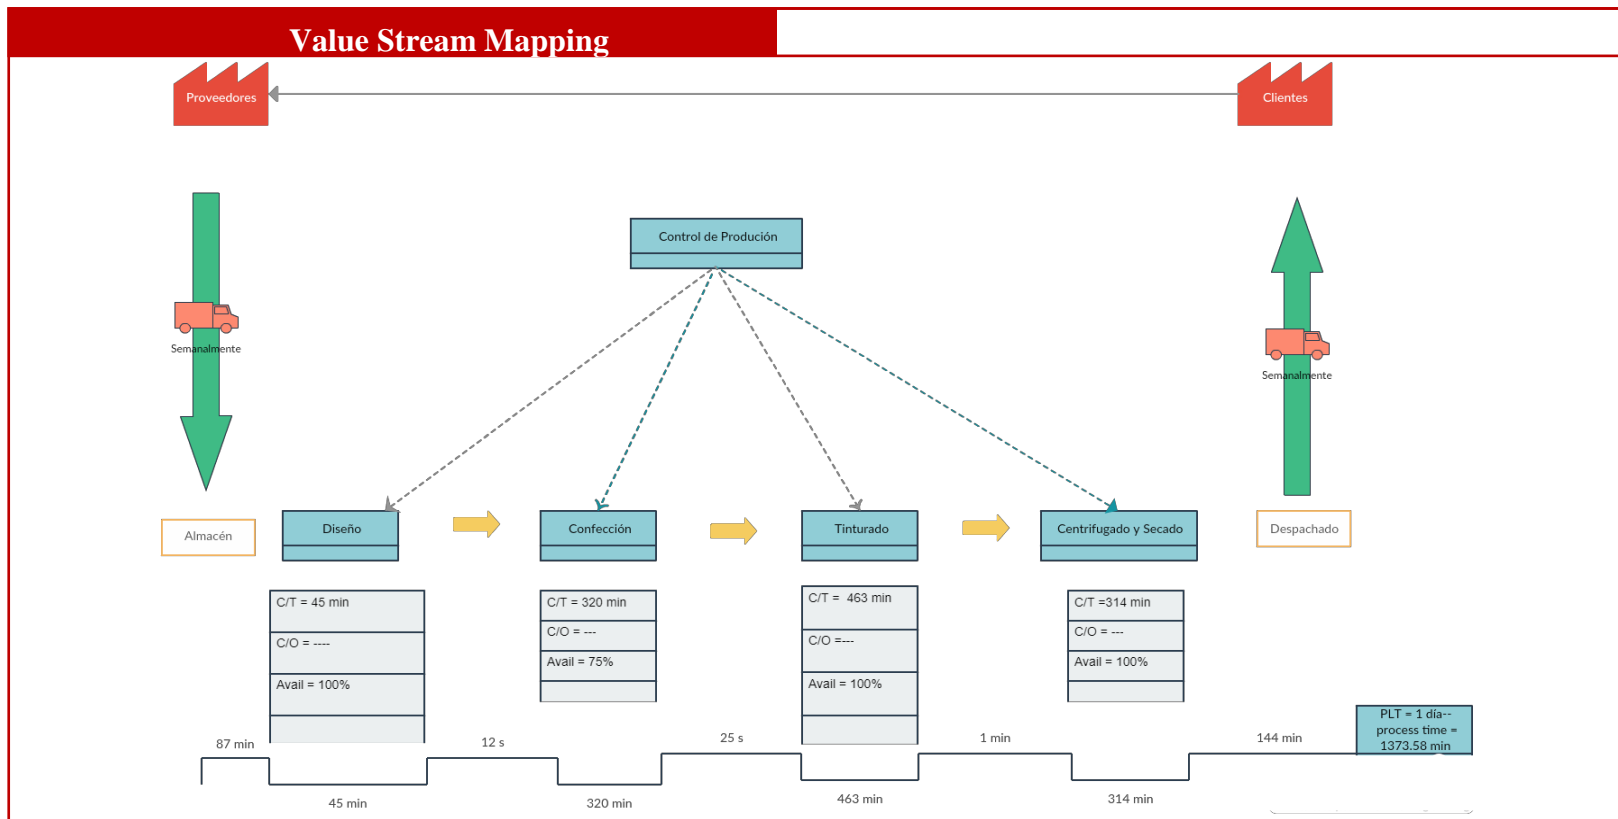 Value Stream Mapping
Proveedores
Clientes
Control de Produción
Semanalmente
Semanalmente
Almacén
Diseño
Confección
Tinturado
Centrifugado y Secado
Despachado
C/T = 45 min
C/O = ----
Avail = 100%
C/T = 320 min
C/O = ---
Avail = 75%
C/T =  463 min
C/O =---
Avail = 100%
C/T =314 min
C/O = ---
Avail = 100%
87 min
12 s
25 s
1 min
144 min
PLT = 1 día--
process time =
1373.58 min
45 min
320 min
463 min
314 min